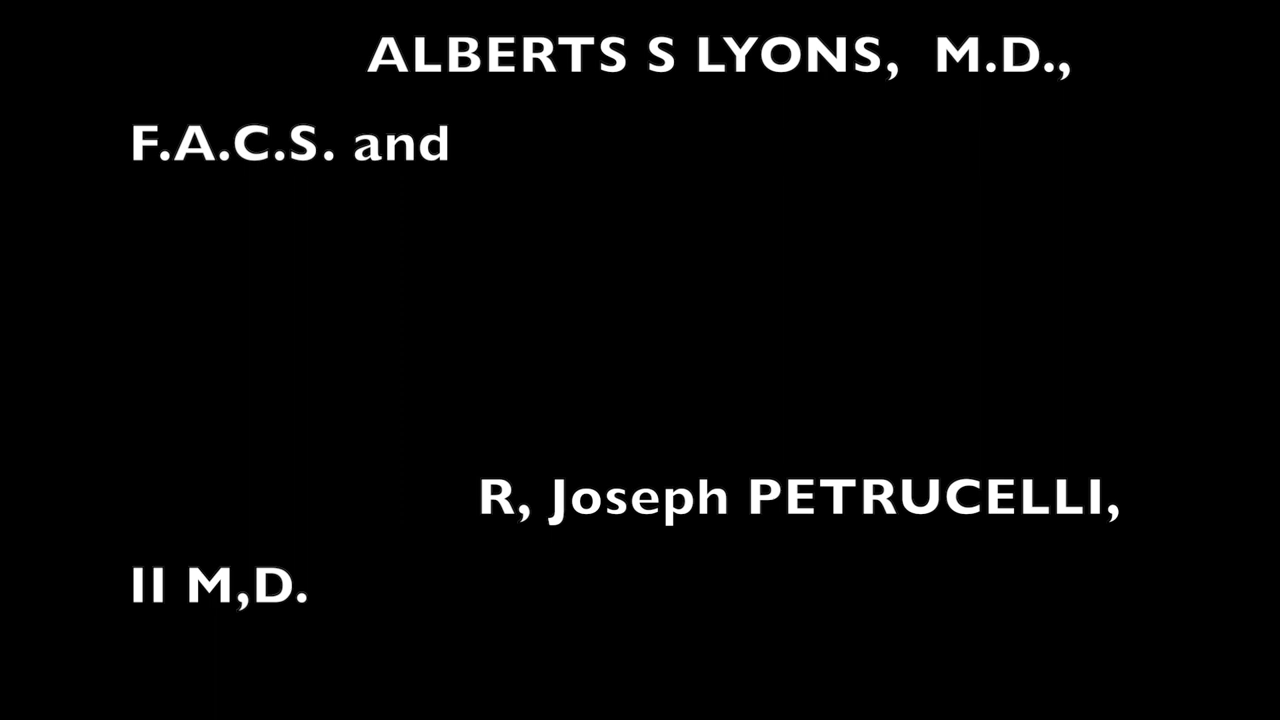 ALBERTS S LYONS, M.D.,
F.A.C.S. and
R, Joseph PETRUCELLI,
II M,D.